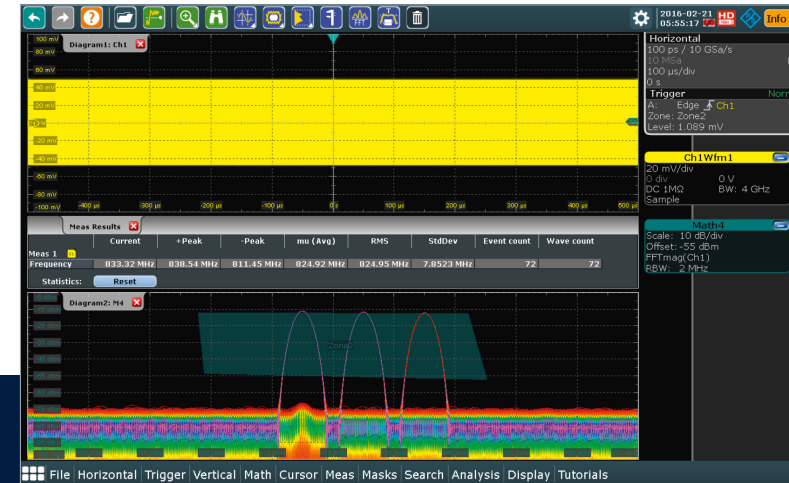 2016-02-21
05:55:17
HD
Info
100 mV
Diagram1: Ch1
80 mV
60 mV
40 mV
20 mV
-20 mV
-40 mV
-60 mV
-80 mV
-100 mV
-400 µs -300 µs -200 µs -100 µs 0 s 100 µs 200 µs 300 µs 400 µs 500 µs
Horizontal
100 ps / 10 GSa/s
10 MSa
100 µs/div
0 s
Trigger Norm
A: Edge Ch1
Zone: Zone2
Level: 1.089 mV
Ch1Wfm1
20 mV/div
0 div 0 V
DC 1MΩ BW: 4 GHz
Sample
Math4
Scale: 10 dB/div
Offset: -55 dBm
FFTmag(Ch1)
RBW: 2 MHz
Meas Results
Current +Peak -Peak mu (Avg) RMS StdDev Event count Wave count
Meas 1
Frequency 833.32 MHz 838.54 MHz 811.45 MHz 824.92 MHz 824.95 MHz 7.8523 MHz 72 72
Statistics: Reset
Diagram2: M4
Zone2
File Horizontal Trigger Vertical Math Cursor Meas Masks Search Analysis Display Tutorials